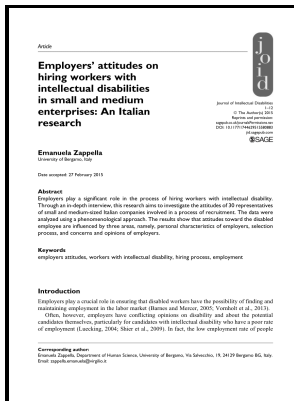 Article
joid
Employers' attitudes on
hiring workers with
intellectual disabilities
in small and medium
enterprises: An Italian
research
Journal of Intellectual Disabilities
1–12
© The Author(s) 2015
Reprints and permission:
sagepub.co.uk/journalsPermissions.nav
DOI: 10.1177/1744629515580883
jid.sagepub.com
SAGE
Emanuela Zappella
University of Bergamo, Italy
Date accepted: 27 February 2015
Abstract
Employers play a significant role in the process of hiring workers with intellectual disability.
Through an in-depth interview, this research aims to investigate the attitudes of 30 representatives
of small and medium-sized Italian companies involved in a process of recruitment. The data were
analyzed using a phenomenological approach. The results show that attitudes toward the disabled
employee are influenced by three areas, namely, personal characteristics of employers, selection
process, and concerns and opinions of employers.
Keywords
employers attitudes, workers with intellectual disability, hiring process, employment
Introduction
Employers play a crucial role in ensuring that disabled workers have the possibility of finding and
maintaining employment in the labor market (Barnes and Mercer, 2005; Vornholt et al., 2013).
Often, however, employers have conflicting opinions on disability and about the potential
candidates themselves, particularly for candidates with intellectual disability who have a poor rate
of employment (Luecking, 2004; Shier et al., 2009). In fact, the low employment rate of people
Corresponding author:
Emanuela Zappella, Department of Human Science, University of Bergamo, Via Salvecchio, 19, 24129 Bergamo BG, Italy.
Email: zappella.emanuela@virgilio.it